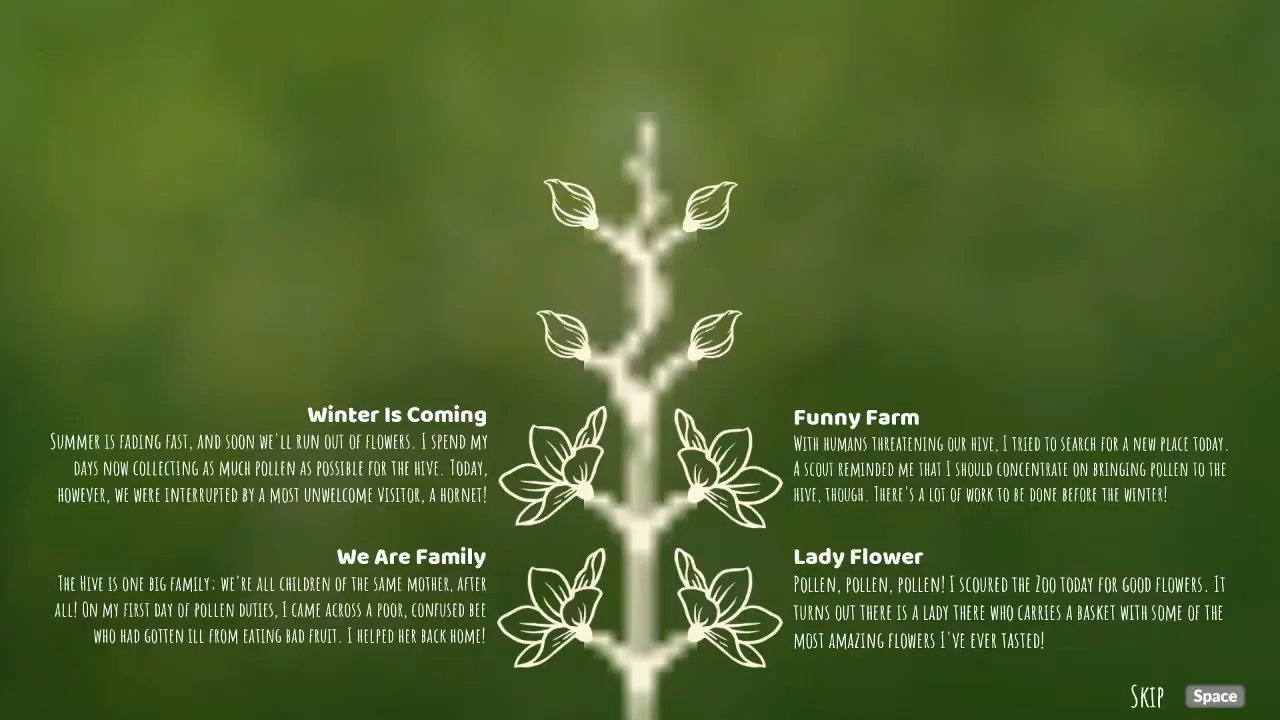 Winter Is Coming
Summer is fading fast, and soon we'll run out of flowers. I spend my
days now collecting as much pollen as possible for the hive. Today,
however, we were interrupted by a most unwelcome visitor, a hornet!
Funny Farm
With humans threatening our hive, I tried to search for a new place today.
A scout reminded me that I should concentrate on bringing pollen to the
hive, though. There's a lot of work to be done before the winter!
We Are Family
The Hive is one big family; we're all children of the same mother, after
all! On my first day of pollen duties, I came across a poor, confused bee
who had gotten ill from eating bad fruit. I helped her back home!
Lady Flower
Pollen, pollen, pollen! I scoured the Zoo today for good flowers. It
turns out there is a lady there who carries a basket with some of the
most amazing flowers I've ever tasted!
Skip Space